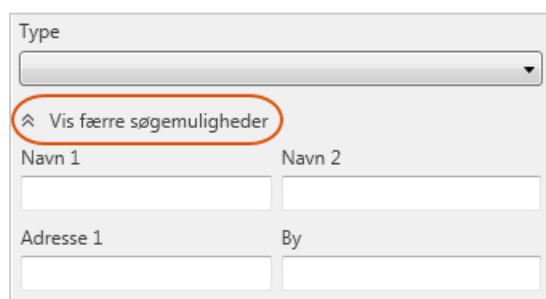 Type
Vis færre søgemuligheder
Navn 1 Navn 2
Adresse 1 By